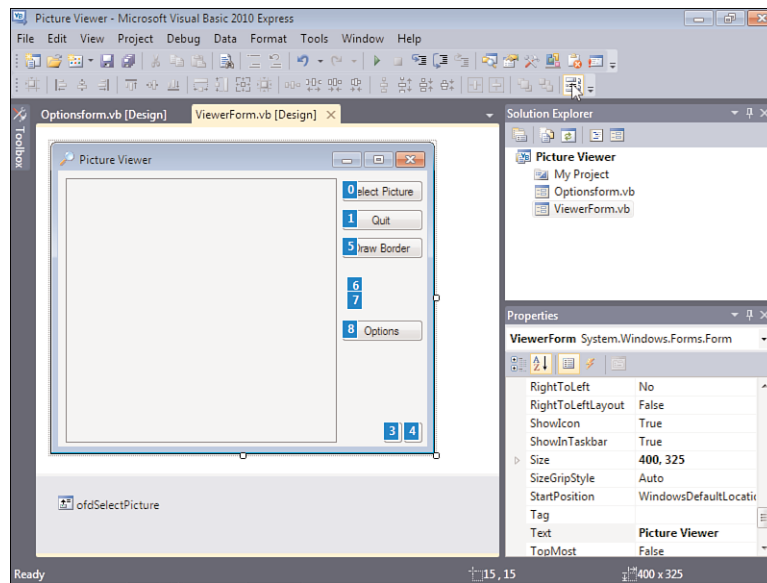 Picture Viewer - Microsoft Visual Basic 2010 Express
File Edit View Project Debug Data Format Tools Window Help
Toolbox
Optionsform.vb [Design] ViewerForm.vb [Design]
Picture Viewer
0 elect Picture
1 Quit
5 raw Border
6
7
8 Options
3 4
ofdSelectPicture
Solution Explorer
Picture Viewer
My Project
Optionsform.vb
ViewerForm.vb
Properties
ViewerForm System.Windows.Forms.Form
RightToLeft No
RightToLeftLayout False
ShowIcon True
ShowInTaskbar True
Size 400, 325
SizeGripStyle Auto
StartPosition WindowsDefaultLocatio
Tag
Text Picture Viewer
TopMost False
Ready 15 , 15 400 x 325